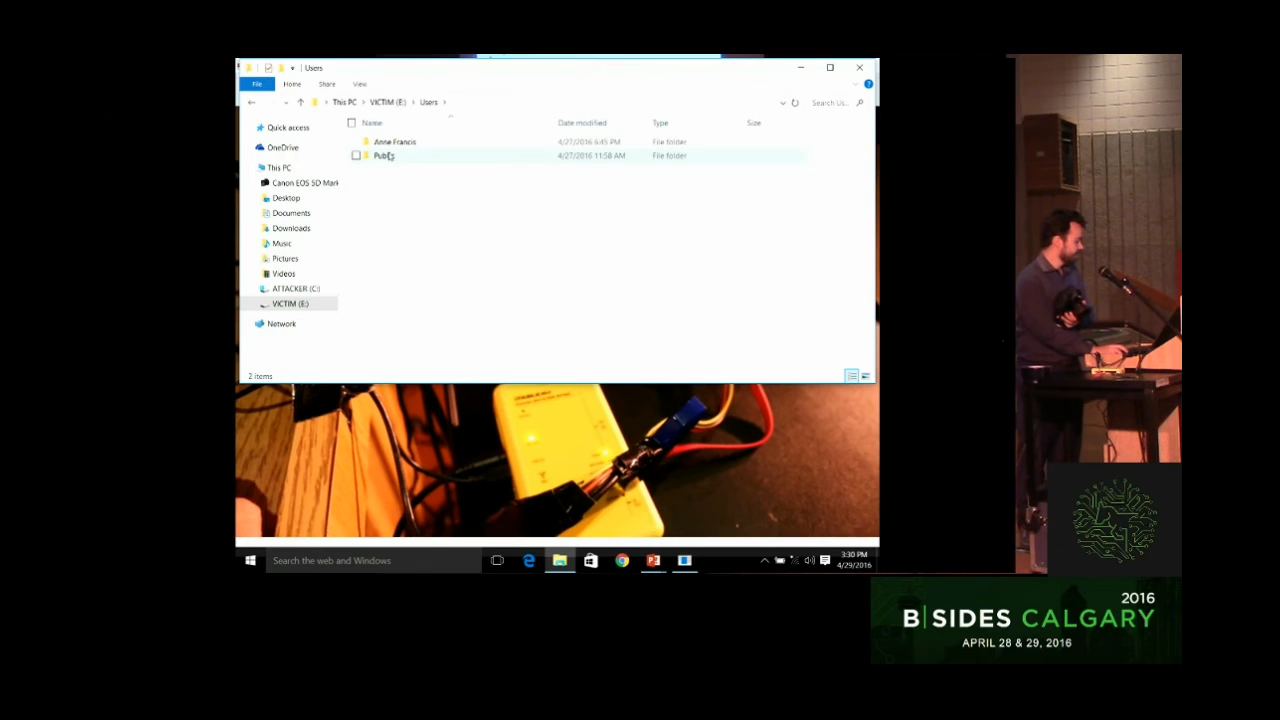 Users
File Home Share View
This PC VICTIM (E:) Users
Search Us...
Name Date modified Type Size
Quick access
OneDrive
This PC
Canon EOS 5D Mark
Desktop
Documents
Downloads
Music
Pictures
Videos
ATTACKER (C:)
VICTIM (E:)
Network
Anne Francis 4/27/2016 6:45 PM File folder
4/27/2016 11:58 AM File folder
2 items
Search the web and Windows
3:30 PM
4/29/2016
2016
B|SIDES CALGARY
APRIL 28 & 29, 2016